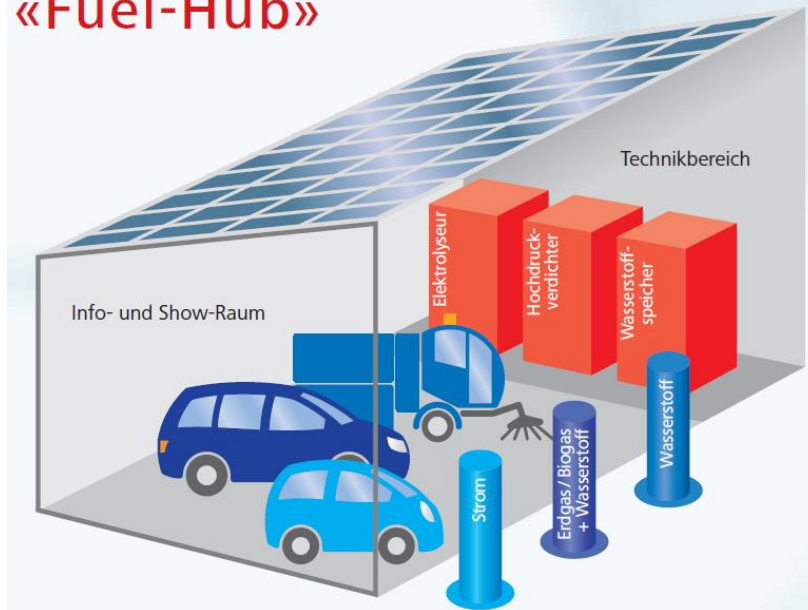 «Fuel-Hub»
Technikbereich
Info- und Show-Raum
Elektrolyseur
Hochdruck-
verdichter
Wasserstoff-
speicher
Strom
Erdgas / Biogas
+ Wasserstoff
Wasserstoff